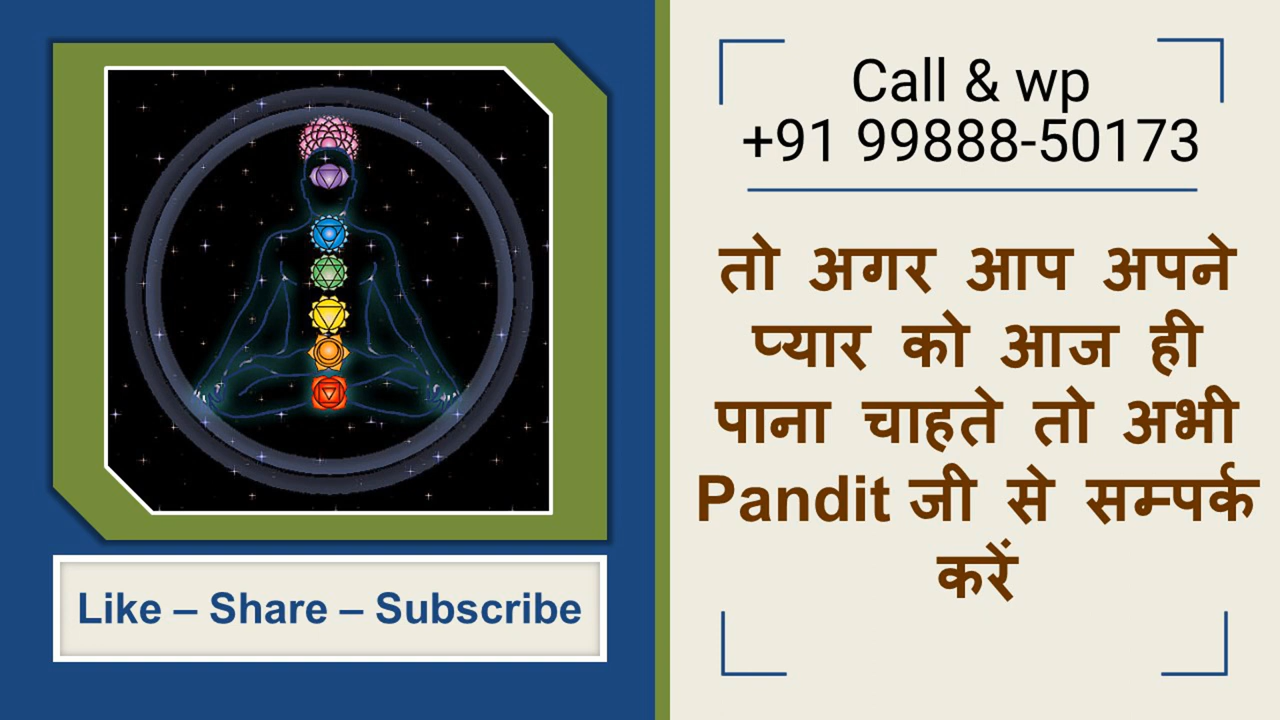 Call & wp
+91 99888-50173
तो अगर आप अपने
प्यार को आज ही
पाना चाहते तो अभी
Pandit जी से सम्पर्क
करें
Like – Share – Subscribe